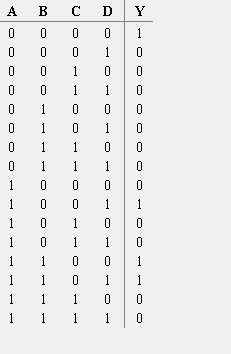 A B C D Y
0 0 0 0 1
0 0 0 1 0
0 0 1 0 0
0 0 1 1 0
0 1 0 0 0
0 1 0 1 0
0 1 1 0 0
0 1 1 1 0
1 0 0 0 0
1 0 0 1 1
1 0 1 0 0
1 0 1 1 0
1 1 0 0 1
1 1 0 1 1
1 1 1 0 0
1 1 1 1 0